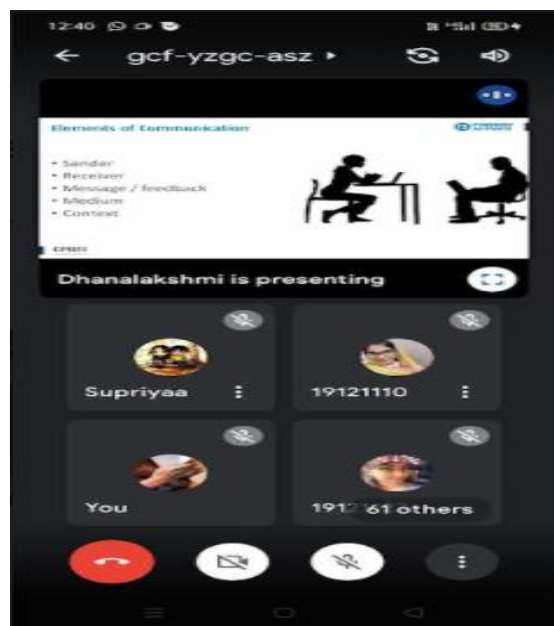 12:40
gcf-yzgc-asz
Elements of Communication
• Sender
• Receiver
• Message / feedback
• Medium
• Context
Dhanalakshmi is presenting
Supriyaa
19121110
You
191
61 others